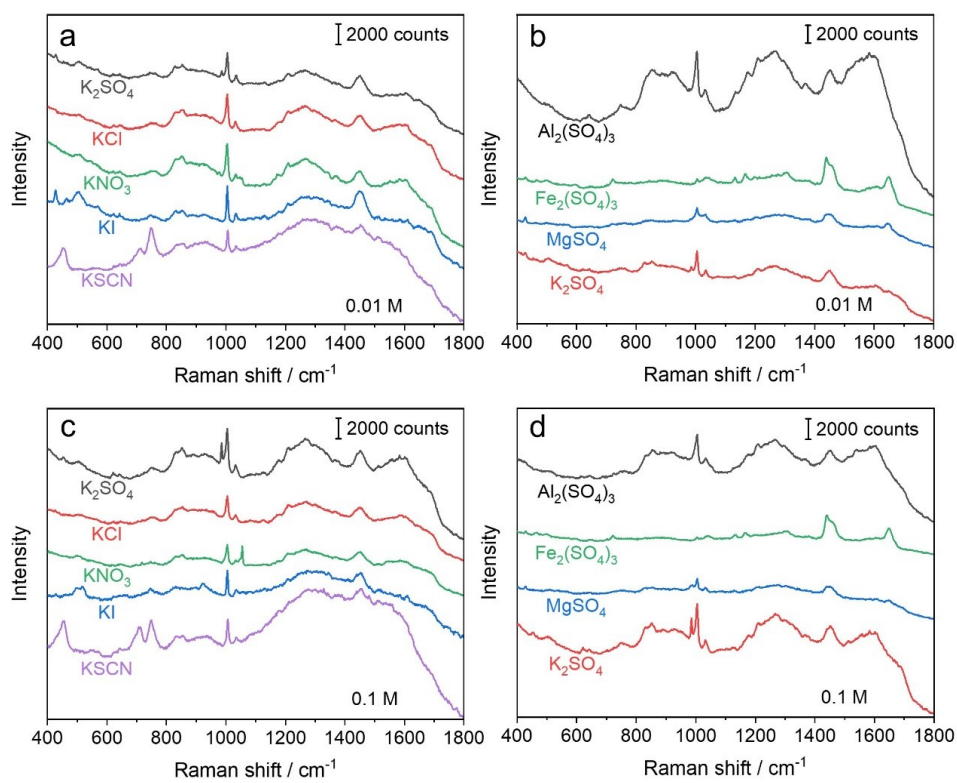 a
2000 counts
K₂SO₄
KCl
KNO₃
KI
KSCN
0.01 M
Intensity
400 600 800 1000 1200 1400 1600 1800
Raman shift / cm⁻¹
b
2000 counts
Al₂(SO₄)₃
Fe₂(SO₄)₃
MgSO₄
K₂SO₄
0.01 M
Intensity
400 600 800 1000 1200 1400 1600 1800
Raman shift / cm⁻¹
c
2000 counts
K₂SO₄
KCl
KNO₃
KI
KSCN
0.1 M
Intensity
400 600 800 1000 1200 1400 1600 1800
Raman shift / cm⁻¹
d
2000 counts
Al₂(SO₄)₃
Fe₂(SO₄)₃
MgSO₄
K₂SO₄
0.1 M
Intensity
400 600 800 1000 1200 1400 1600 1800
Raman shift / cm⁻¹